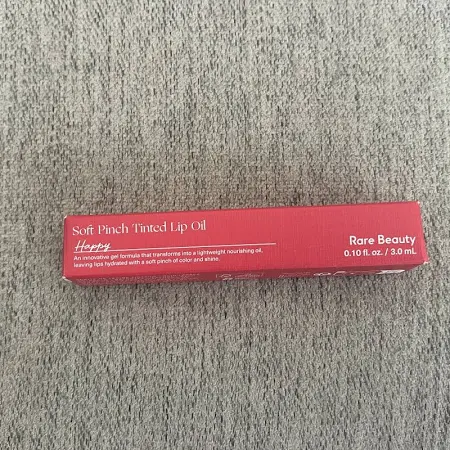 Soft Pinch Tinted Lip Oil
Happy
An innovative gel formula that transforms into a lightweight nourishing oil,
leaving lips hydrated with a soft pinch of color and shine.
Rare Beauty
0.10 fl. oz. / 3.0 mL